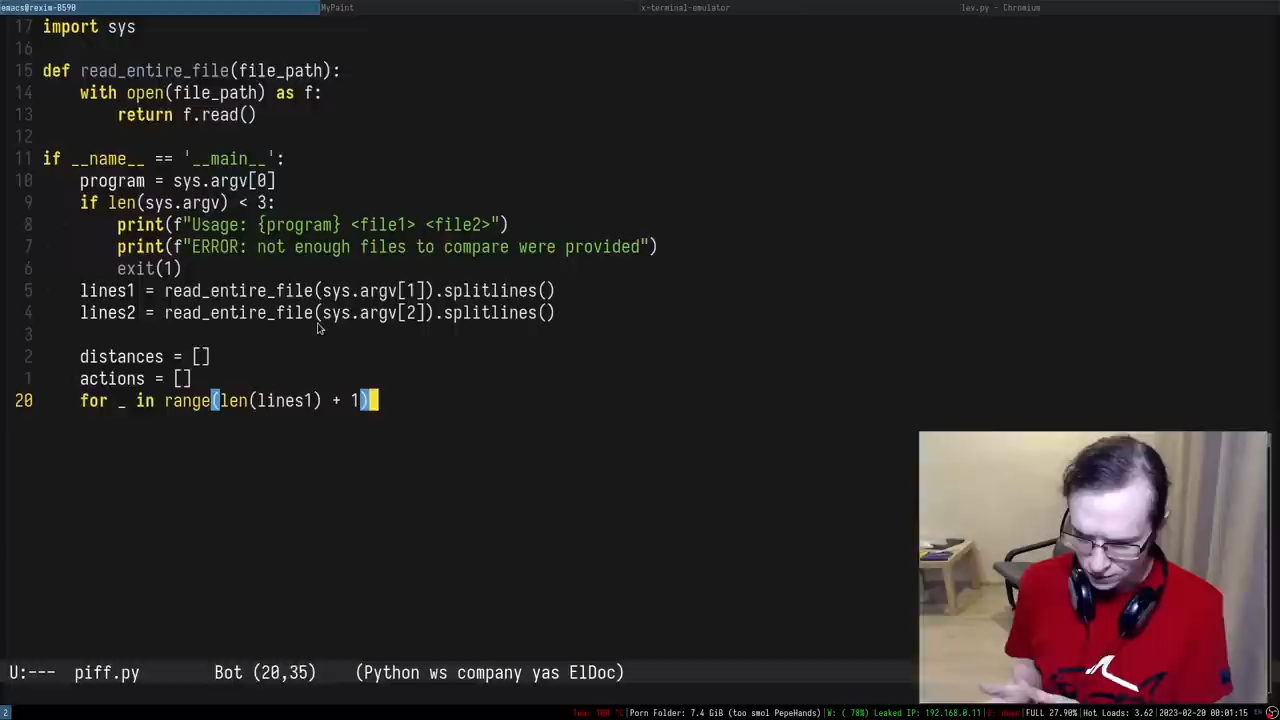 emacs@rexim-B590 MyPaint x-terminal-emulator lev.py - Chromium
17 import sys
16
15 def read_entire_file(file_path):
14     with open(file_path) as f:
13         return f.read()
12
11 if __name__ == '__main__':
10     program = sys.argv[0]
9     if len(sys.argv) < 3:
8         print(f"Usage: {program} <file1> <file2>")
7         print(f"ERROR: not enough files to compare were provided")
6         exit(1)
5     lines1 = read_entire_file(sys.argv[1]).splitlines()
4     lines2 = read_entire_file(sys.argv[2]).splitlines()
3
2     distances = []
1     actions = []
20     for _ in range(len(lines1) + 1)
U:--- piff.py Bot (20,35) (Python ws company yas ElDoc)
2 |Porn Folder: 7.4 GiB (too smol PepeHands)|W: ( 78%) Leaked IP: 192.168.0.11|E: down|FULL 27.90%|Hot Loads: 3.62|2023-02-20 00:01:15 EN